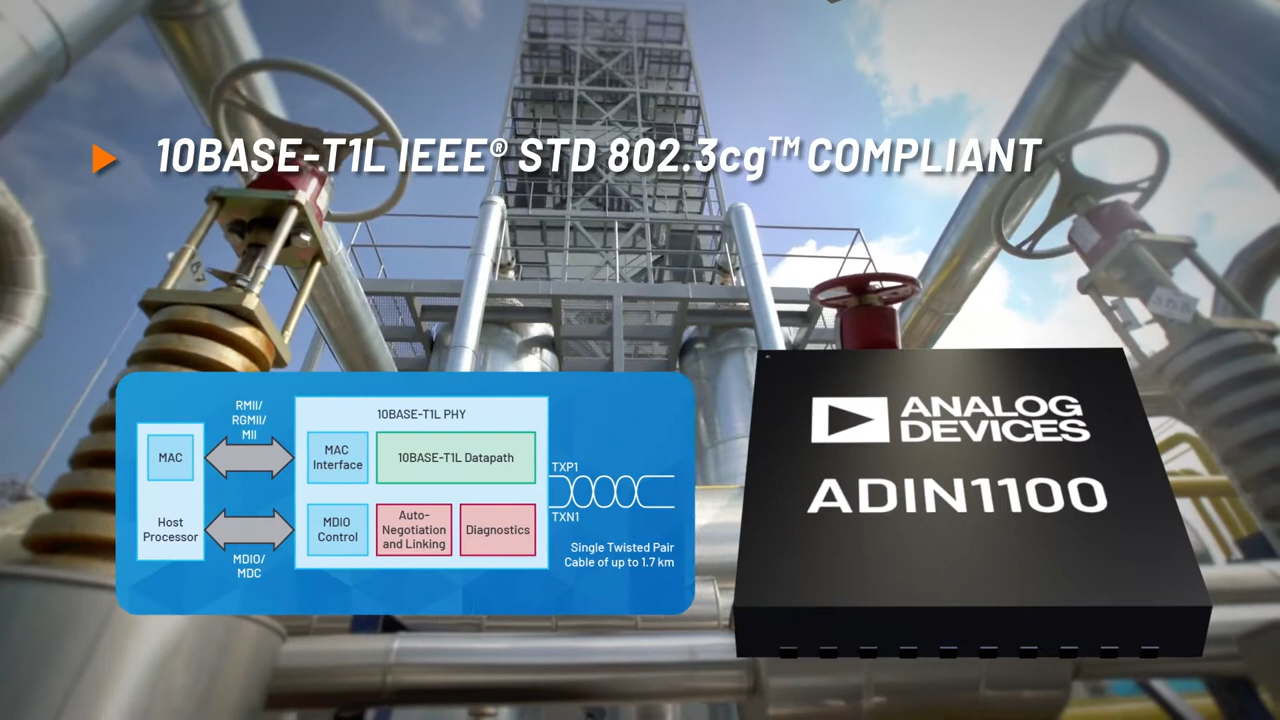 10BASE-T1L IEEE® STD 802.3cg™ COMPLIANT
RMII/
RGMII/
MII
MAC
Host
Processor
MDIO/
MDC
10BASE-T1L PHY
MAC
Interface
10BASE-T1L Datapath
MDIO
Control
Auto-
Negotiation
and Linking
Diagnostics
TXP1
TXN1
Single Twisted Pair
Cable of up to 1.7 km
ANALOG
DEVICES
ADIN1100